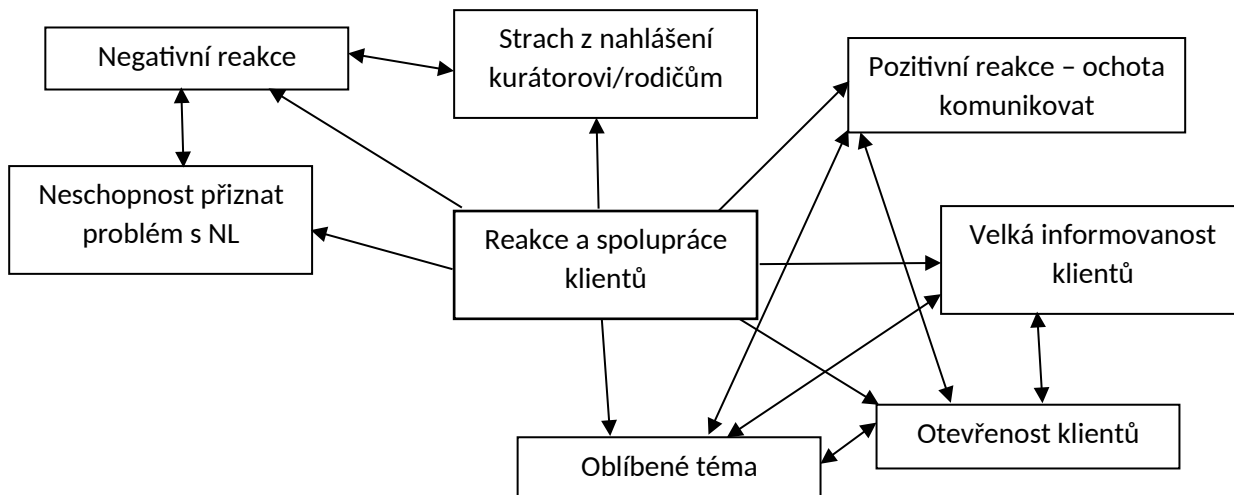 Negativní reakce
Strach z nahlášení
kurátorovi/rodičům
Pozitivní reakce – ochota
komunikovat
Neschopnost přiznat
problém s NL
Reakce a spolupráce
klientů
Velká informovanost
klientů
Otevřenost klientů
Oblíbené téma